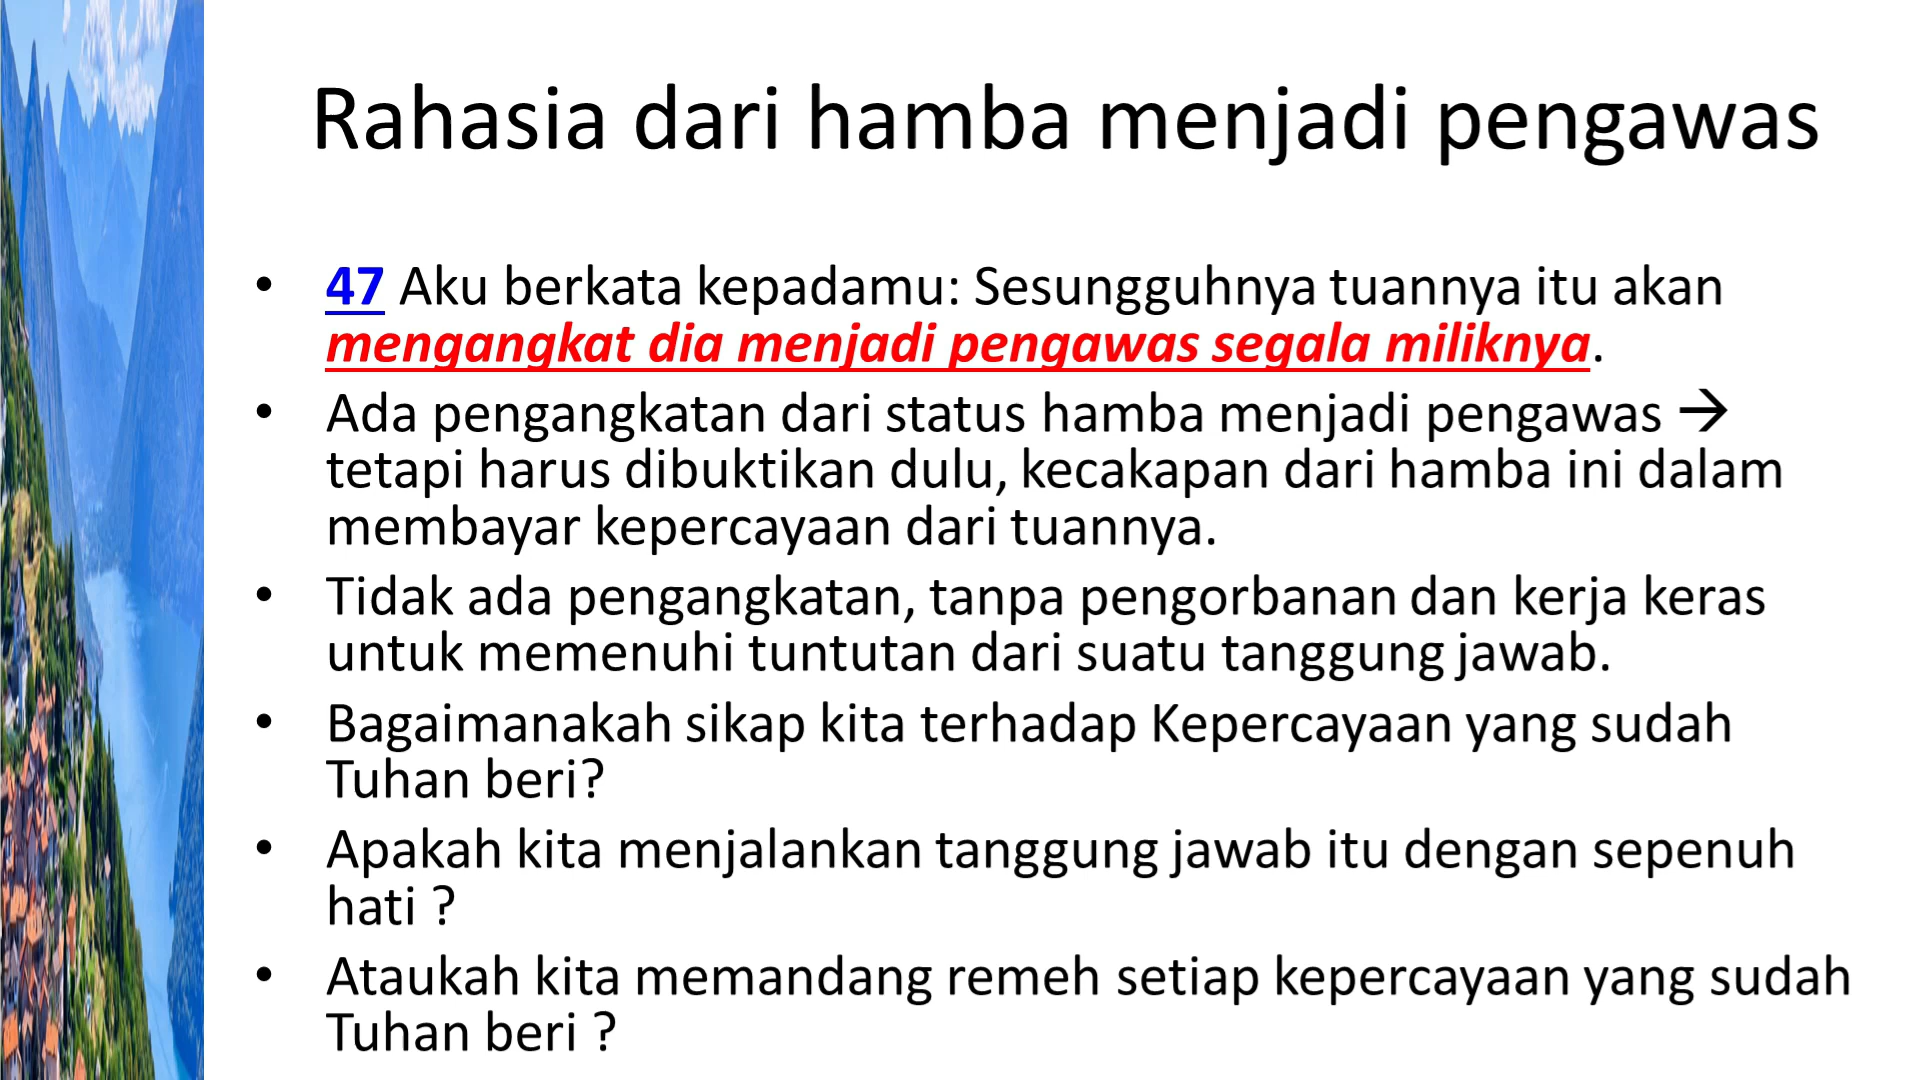 Rahasia dari hamba menjadi pengawas
• 47 Aku berkata kepadamu: Sesungguhnya tuannya itu akan
mengangkat dia menjadi pengawas segala miliknya.
• Ada pengangkatan dari status hamba menjadi pengawas →
tetapi harus dibuktikan dulu, kecakapan dari hamba ini dalam
membayar kepercayaan dari tuannya.
• Tidak ada pengangkatan, tanpa pengorbanan dan kerja keras
untuk memenuhi tuntutan dari suatu tanggung jawab.
• Bagaimanakah sikap kita terhadap Kepercayaan yang sudah
Tuhan beri?
• Apakah kita menjalankan tanggung jawab itu dengan sepenuh
hati ?
• Ataukah kita memandang remeh setiap kepercayaan yang sudah
Tuhan beri ?